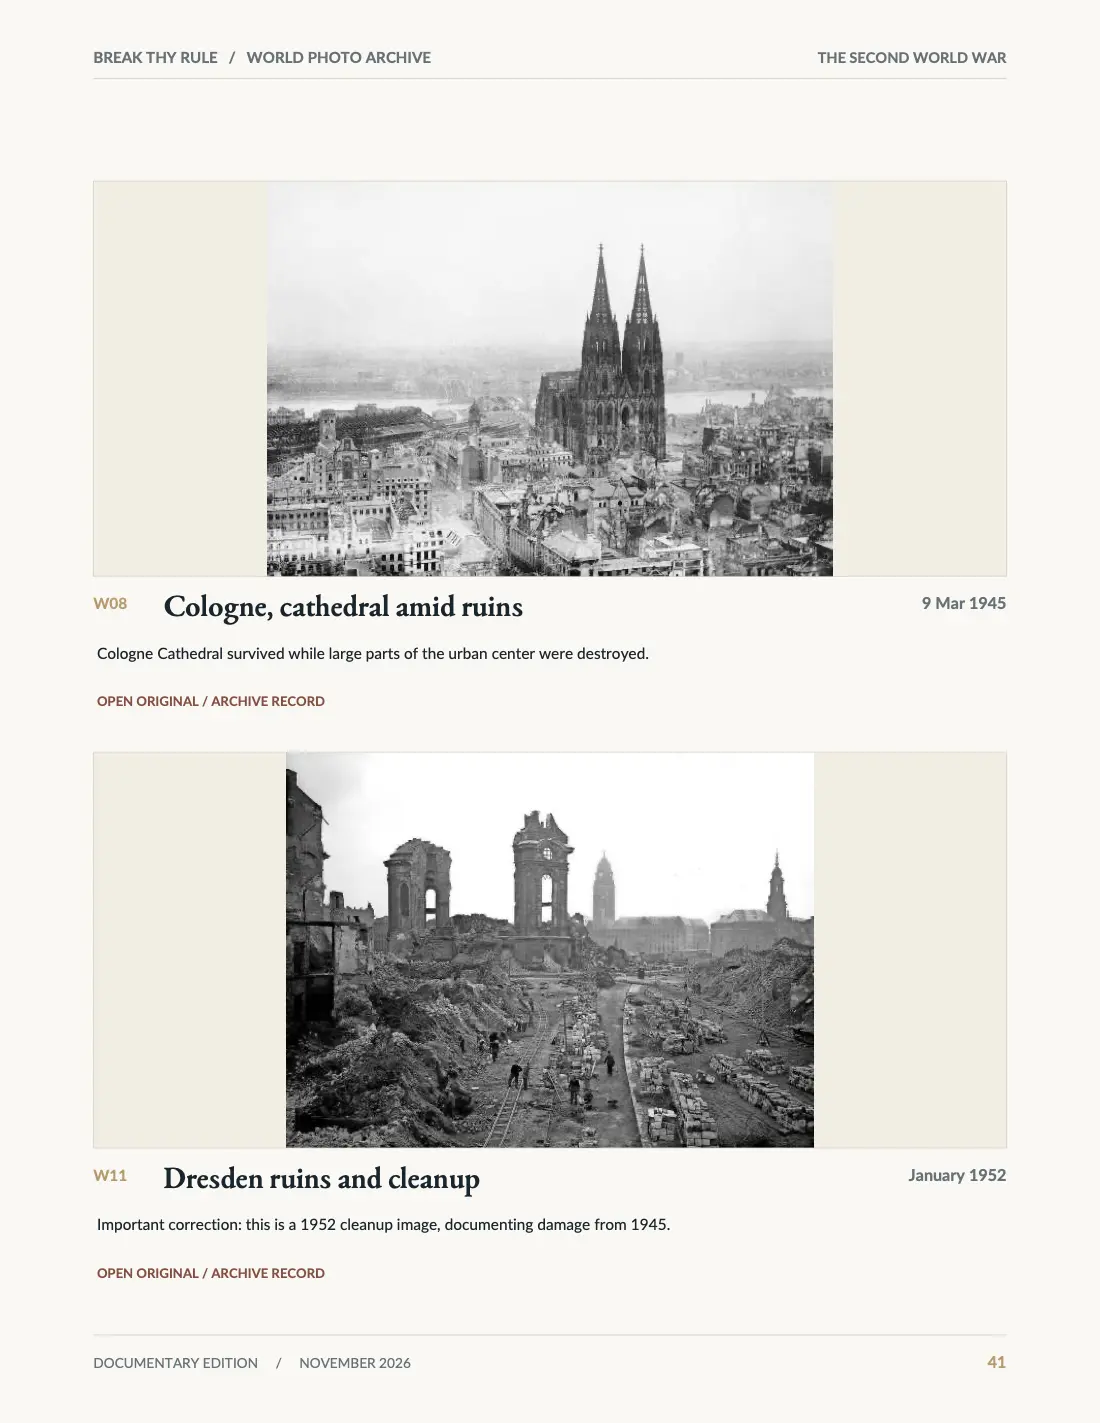 BREAK THY RULE / WORLD PHOTO ARCHIVE
THE SECOND WORLD WAR
W08 Cologne, cathedral amid ruins 9 Mar 1945
Cologne Cathedral survived while large parts of the urban center were destroyed.
OPEN ORIGINAL / ARCHIVE RECORD
W11 Dresden ruins and cleanup January 1952
Important correction: this is a 1952 cleanup image, documenting damage from 1945.
OPEN ORIGINAL / ARCHIVE RECORD
DOCUMENTARY EDITION / NOVEMBER 2026
41